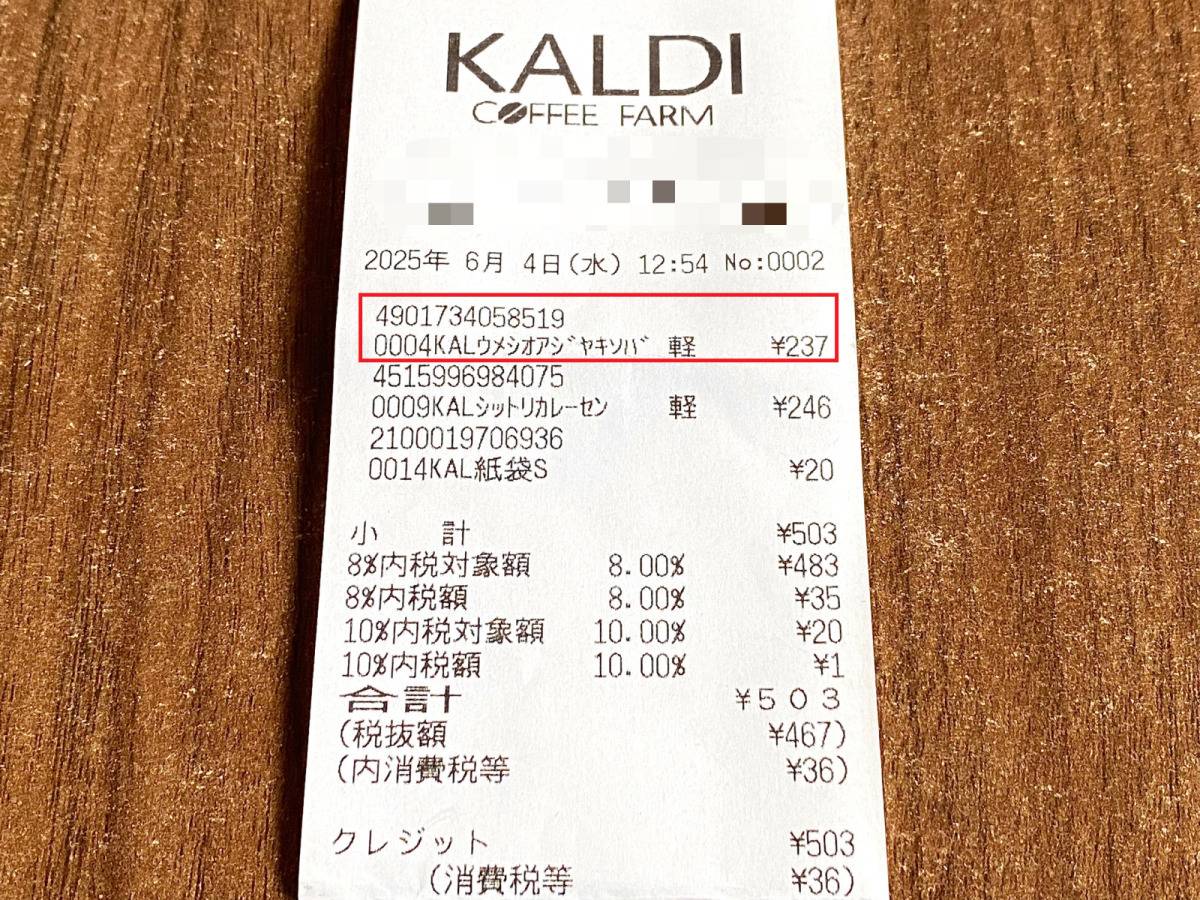 KALDI
COFFEE FARM
2025年 6月 4日(水) 12:54 No:0002
4901734058519
0004KALウメシオアジヤキソバ 軽 ¥237
4515996984075
0009KALシットリカレーセン 軽 ¥246
2100019706936
0014KAL紙袋S ¥20
小 計 ¥503
8%内税対象額 8.00% ¥483
8%内税額 8.00% ¥35
10%内税対象額 10.00% ¥20
10%内税額 10.00% ¥1
合計 ¥503
(税抜額 ¥467)
(内消費税等 ¥36)
クレジット ¥503
(消費税等 ¥36)